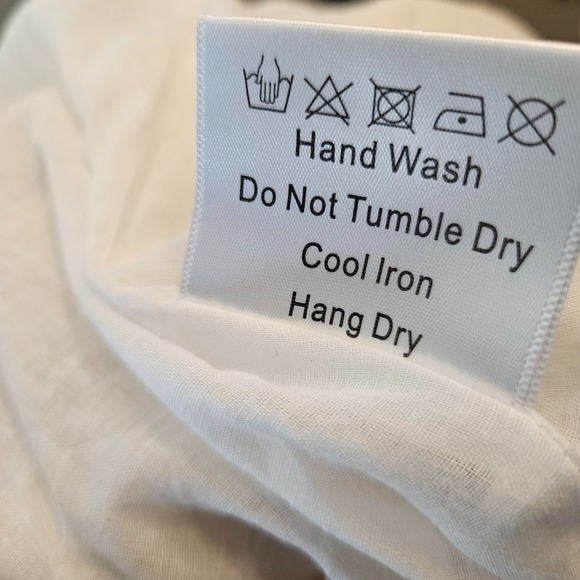 Hand Wash
Do Not Tumble Dry
Cool Iron
Hang Dry